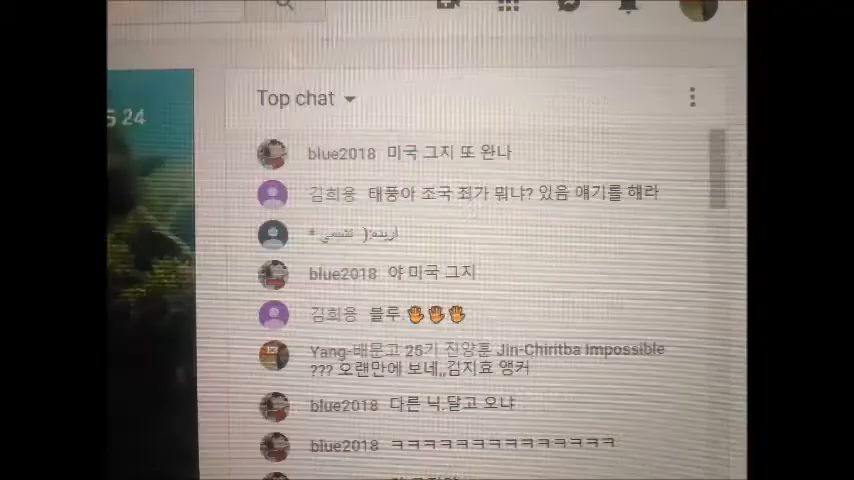 S 24
Top chat
blue2018 미국 그지 또 완나
김희용 태풍아 조국 죄가 뭐냐? 있음 얘기를 해라
blue2018 야 미국 그지
김희용 블루.🖐🖐🖐
Yang-배문고 25기 진양훈 Jin-Chiritba Impossible
??? 오랜만에 보네,,김지효 앵커
blue2018 다른 닉.달고 오냐
blue2018 ㅋㅋㅋㅋㅋㅋㅋㅋㅋㅋㅋㅋㅋㅋ